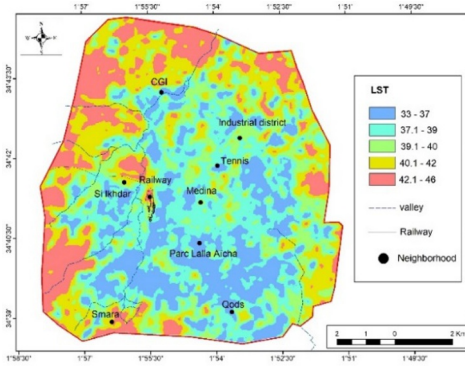 1°57' 1°55'30" 1°54' 1°52'30" 1°51' 1°49'30"
34°43'30"
34°42'
34°40'30"
CGI
Industrial district
Tennis
Railway
Si lkhdar
Medina
Parc Lalla Aicha
Smara
Qods
LST
33 - 37
37.1 - 39
39.1 - 40
40.1 - 42
42.1 - 46
valley
Railway
Neighborhood
2 1 0 2 Km
1°58'30" 1°57' 1°55'30" 1°54' 1°52'30" 1°51' 1°49'30"